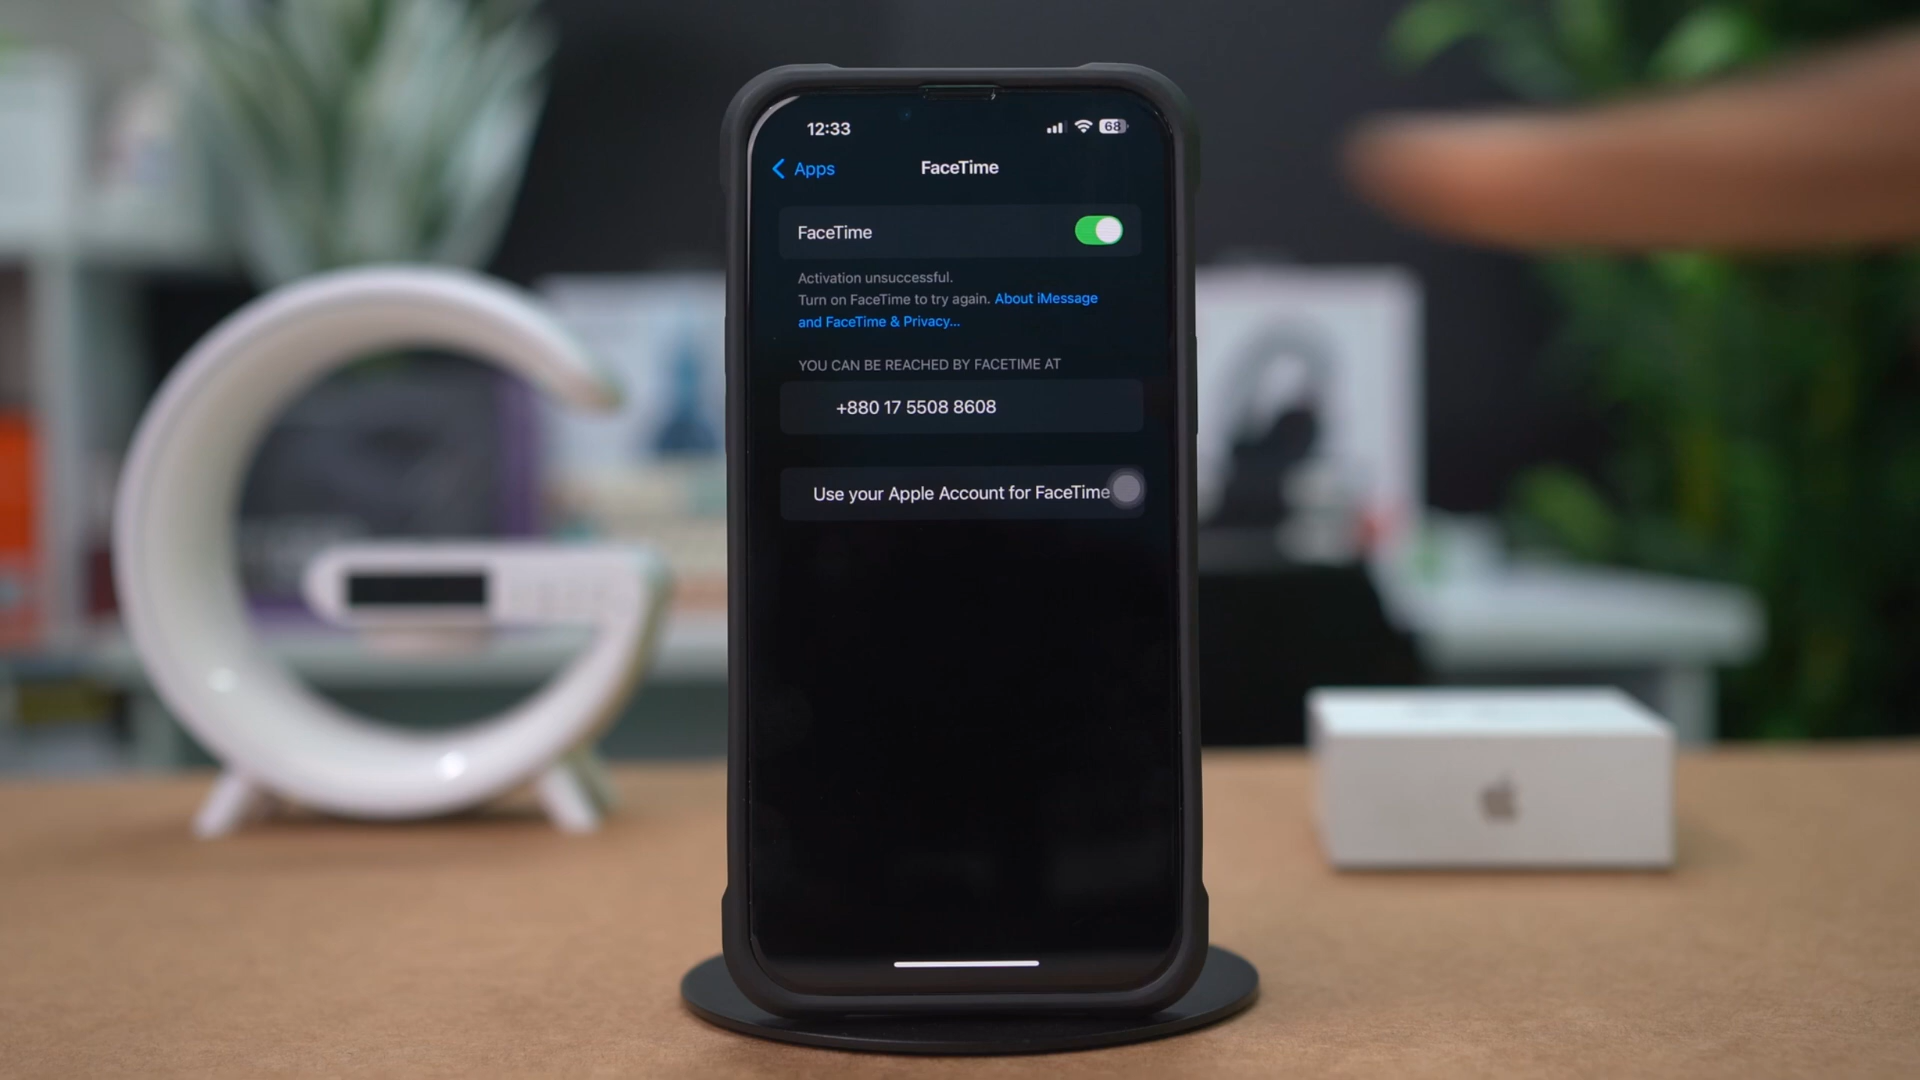 12:33
68
Apps
FaceTime
FaceTime
Activation unsuccessful.
Turn on FaceTime to try again. About iMessage
and FaceTime & Privacy...
YOU CAN BE REACHED BY FACETIME AT
+880 17 5508 8608
Use your Apple Account for FaceTime